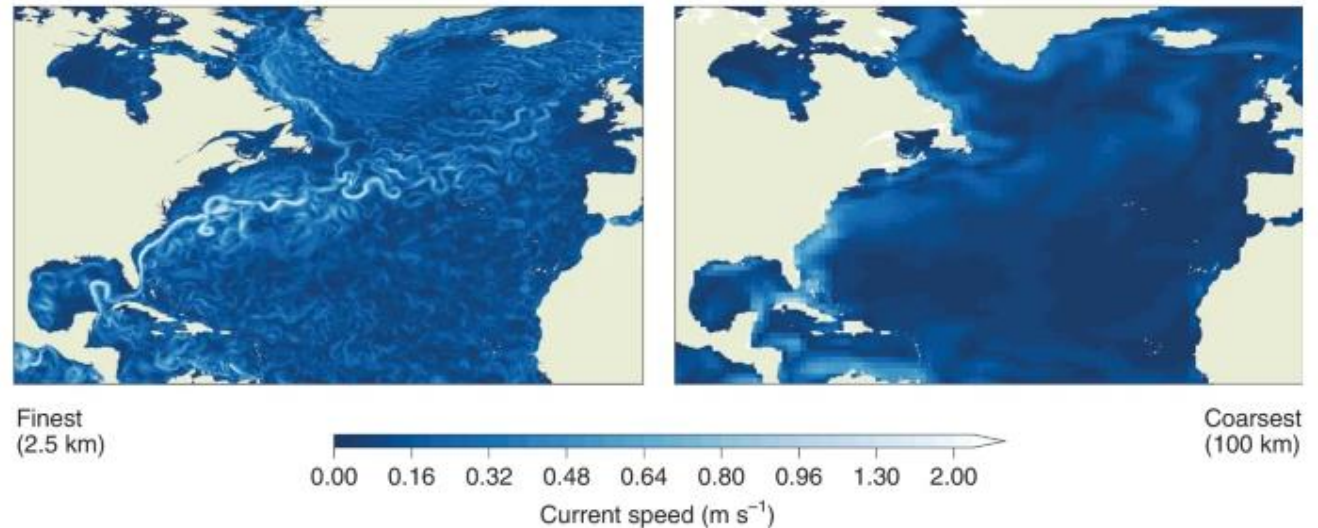 Finest
(2.5 km)
Coarsest
(100 km)
0.00 0.16 0.32 0.48 0.64 0.80 0.96 1.30 2.00
Current speed (m s⁻¹)